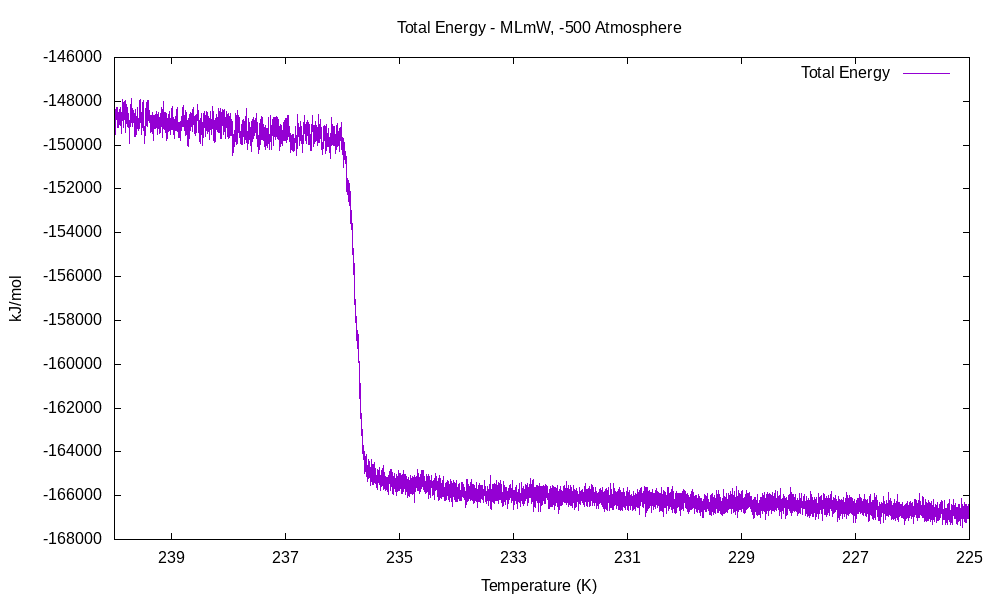 Total Energy - MLmW, -500 Atmosphere
Total Energy
-146000
-148000
-150000
-152000
-154000
-156000
-158000
-160000
-162000
-164000
-166000
-168000
kJ/mol
239 237 235 233 231 229 227 225
Temperature (K)